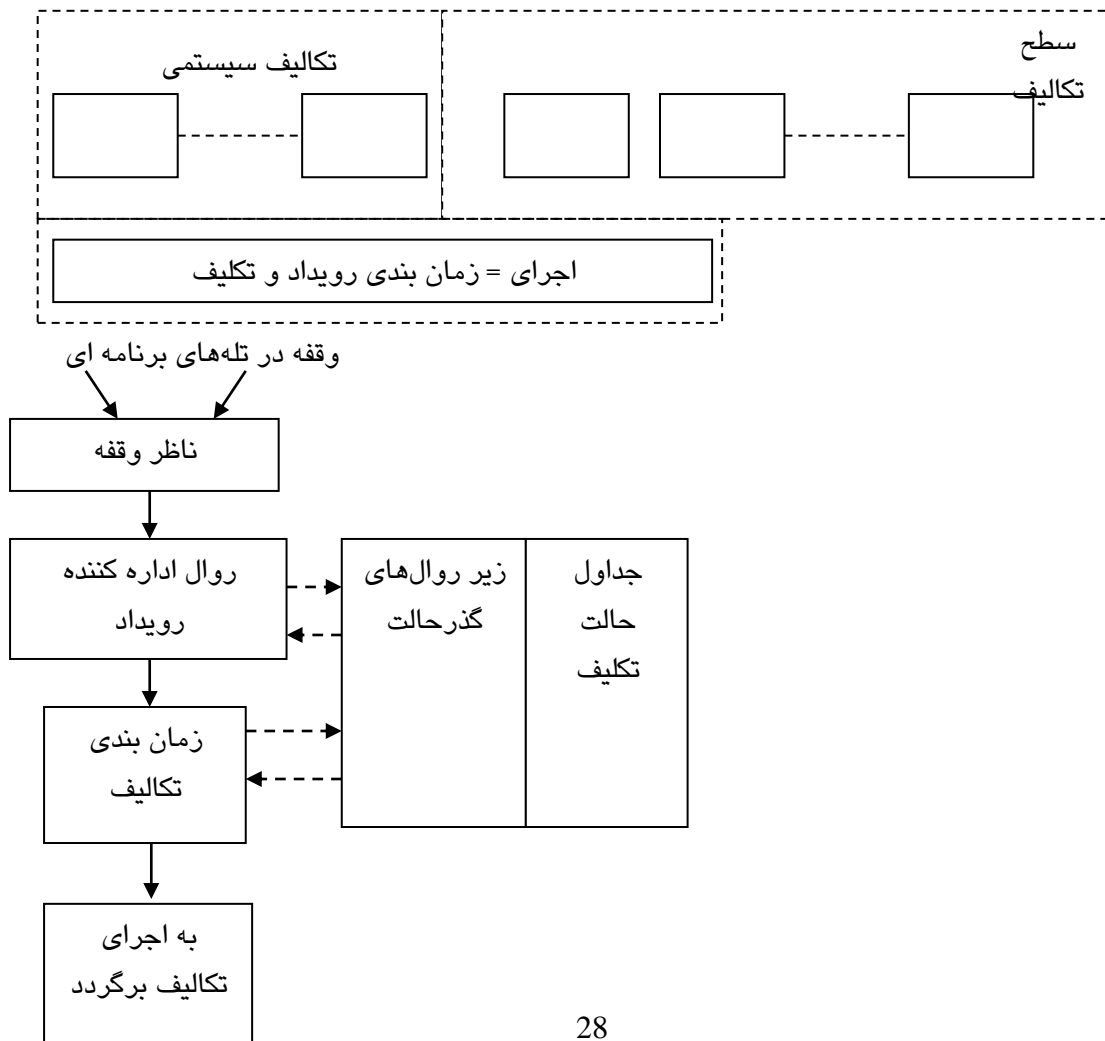 سطح
تکالیف
تکالیف سیستمی
اجرای = زمان بندی رویداد و تکلیف
وقفه در تله‌های برنامه ای
ناظر وقفه
روال اداره کننده
رویداد
زیر روال‌های
گذرحالت
جداول
حالت
تکلیف
زمان بندی
تکالیف
به اجرای
تکالیف برگردد
28